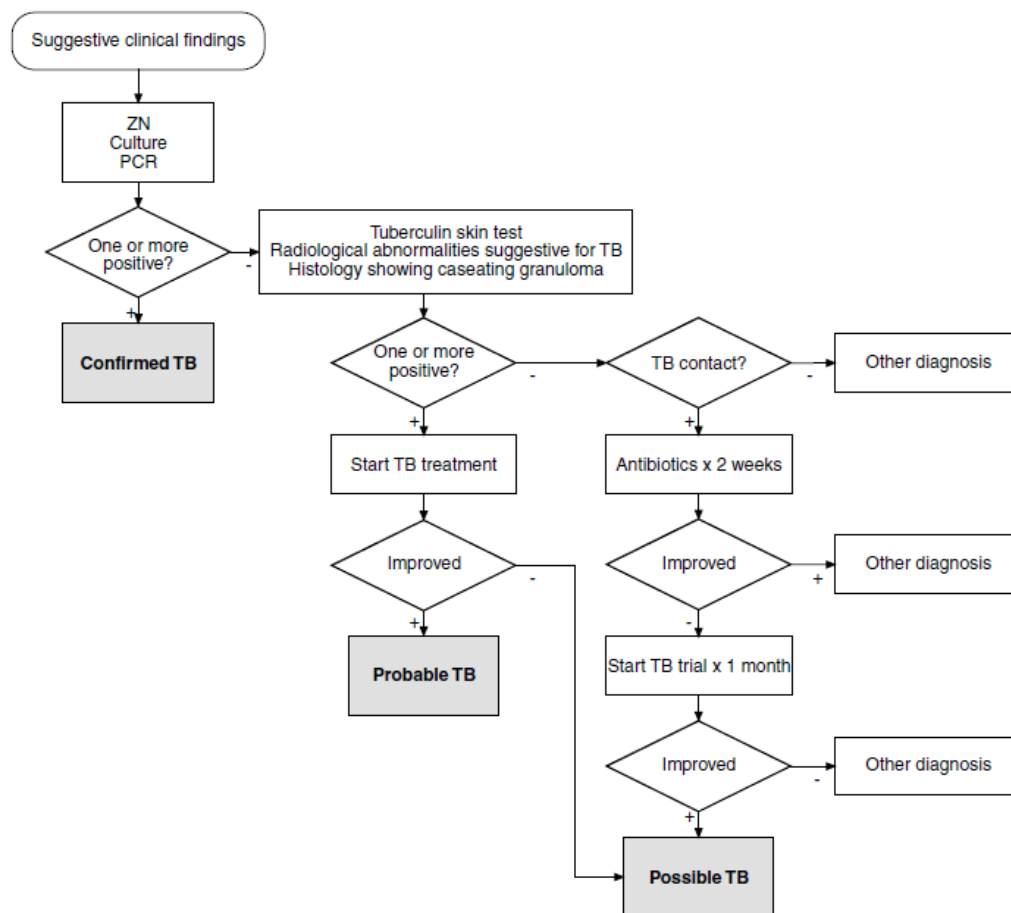 Suggestive clinical findings
ZN
Culture
PCR
One or more
positive?
-
+
Confirmed TB
Tuberculin skin test
Radiological abnormalities suggestive for TB
Histology showing caseating granuloma
One or more
positive?
-
+
TB contact?
-
+
Other diagnosis
Start TB treatment
Antibiotics x 2 weeks
Improved
-
+
Improved
+
-
Other diagnosis
Probable TB
Start TB trial x 1 month
Improved
-
+
Other diagnosis
Possible TB